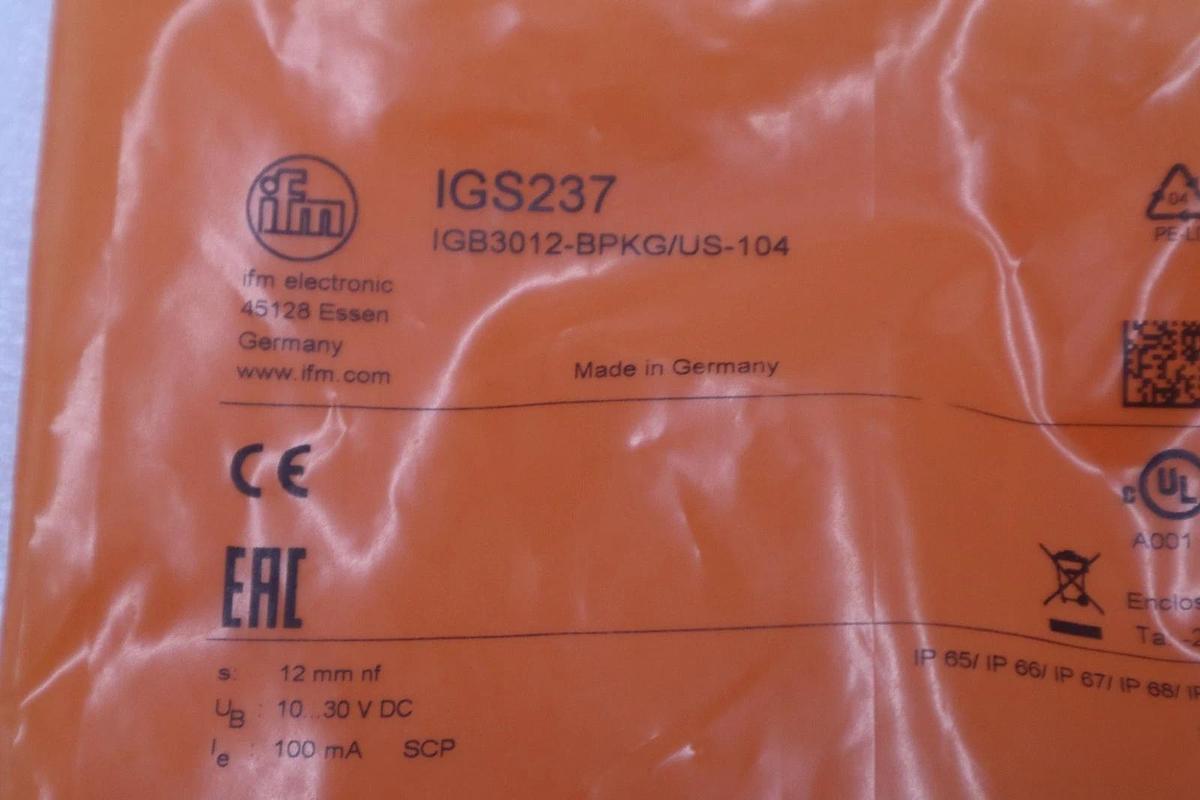 ifm
IGS237
IGB3012-BPKG/US-104
ifm electronic
45128 Essen
Germany
www.ifm.com
Made in Germany
04
CE
EAC
c UL
A001
s: 12 mm nf
UB : 10...30 V DC
Ie : 100 mA SCP
IP 65/ IP 66/ IP 67/ IP 68/